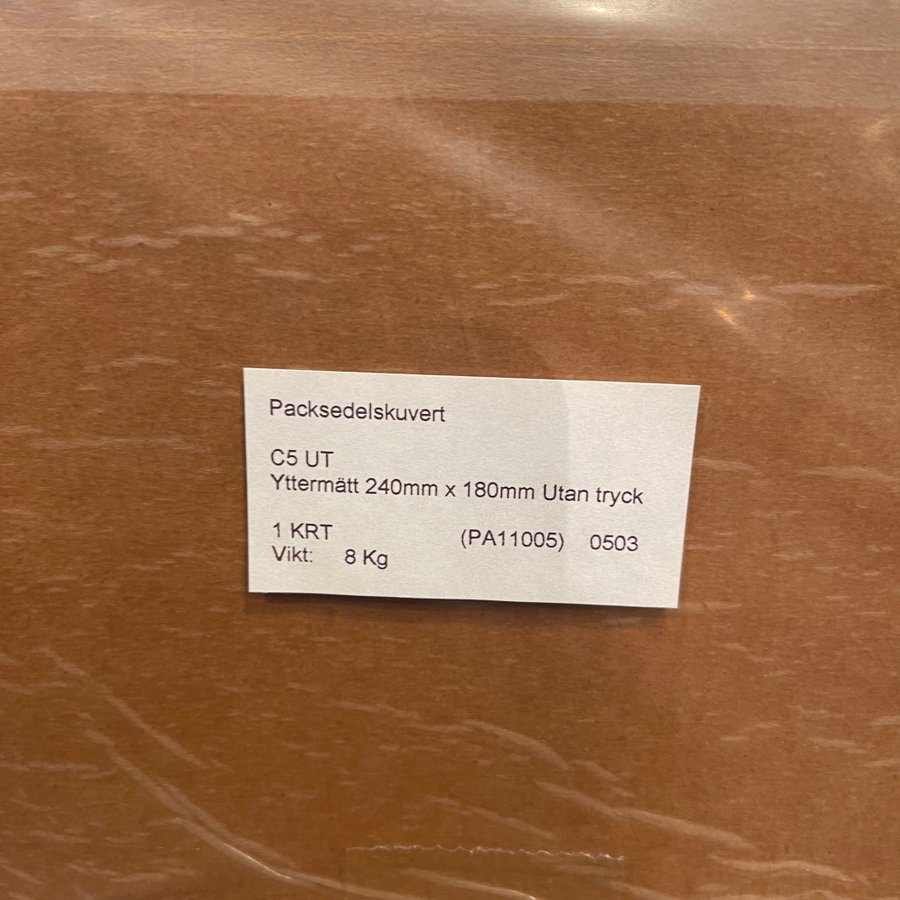 Packsedelskuvert
C5 UT
Yttermätt 240mm x 180mm Utan tryck
1 KRT (PA11005) 0503
Vikt: 8 Kg